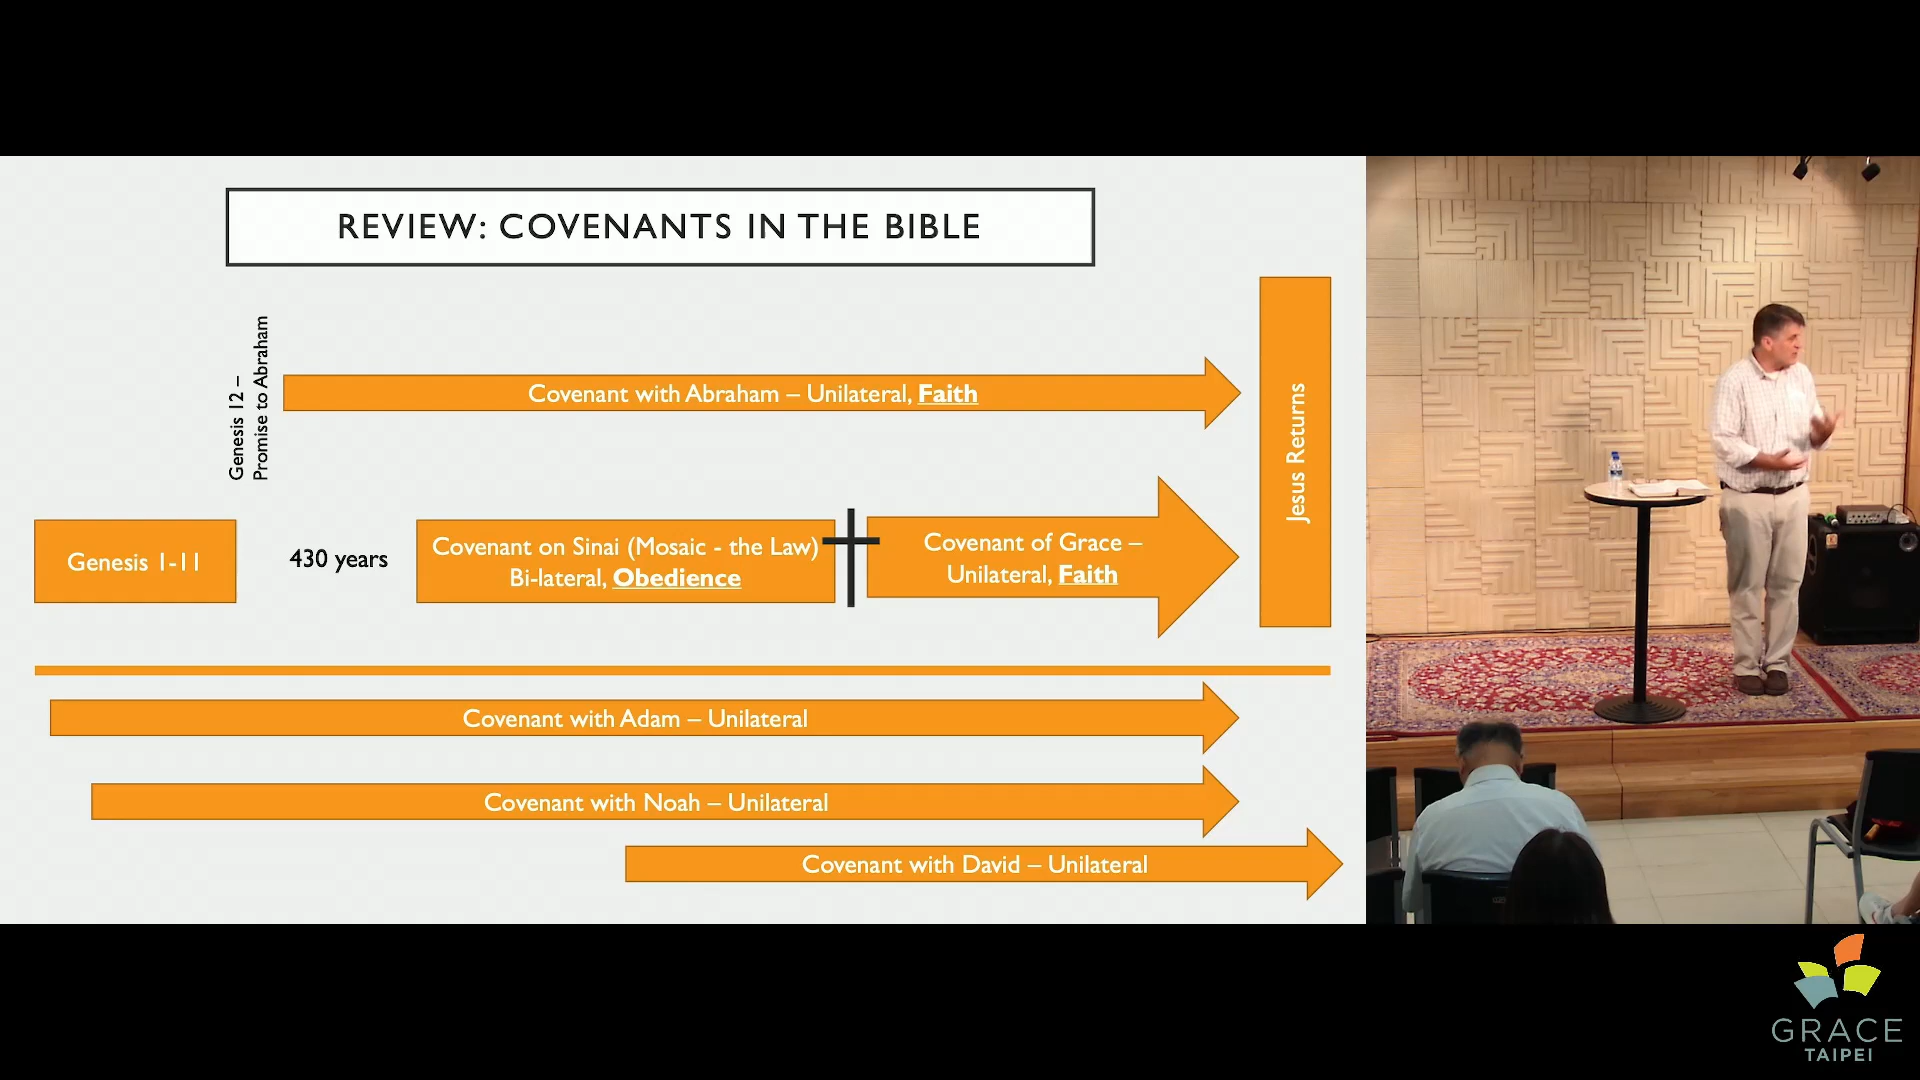 REVIEW: COVENANTS IN THE BIBLE
Genesis 12 –
Promise to Abraham
Covenant with Abraham – Unilateral, Faith
Jesus Returns
Genesis 1-11
430 years
Covenant on Sinai (Mosaic - the Law)
Bi-lateral, Obedience
Covenant of Grace –
Unilateral, Faith
Covenant with Adam – Unilateral
Covenant with Noah – Unilateral
Covenant with David – Unilateral
GRACE
TAIPEI